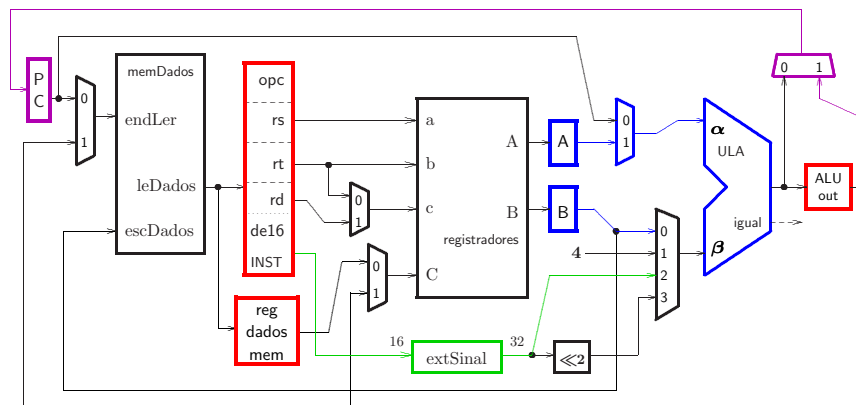 P
C
0
1
memDados
endLer
leDados
escDados
opc
rs
rt
rd
de16
INST
0
1
0
1
reg
dados
mem
a
b
c
C
A
B
registradores
16
extSinal
32
≪2
A
B
0
1
4
0
1
2
3
α
ULA
igual
β
0 1
ALU
out